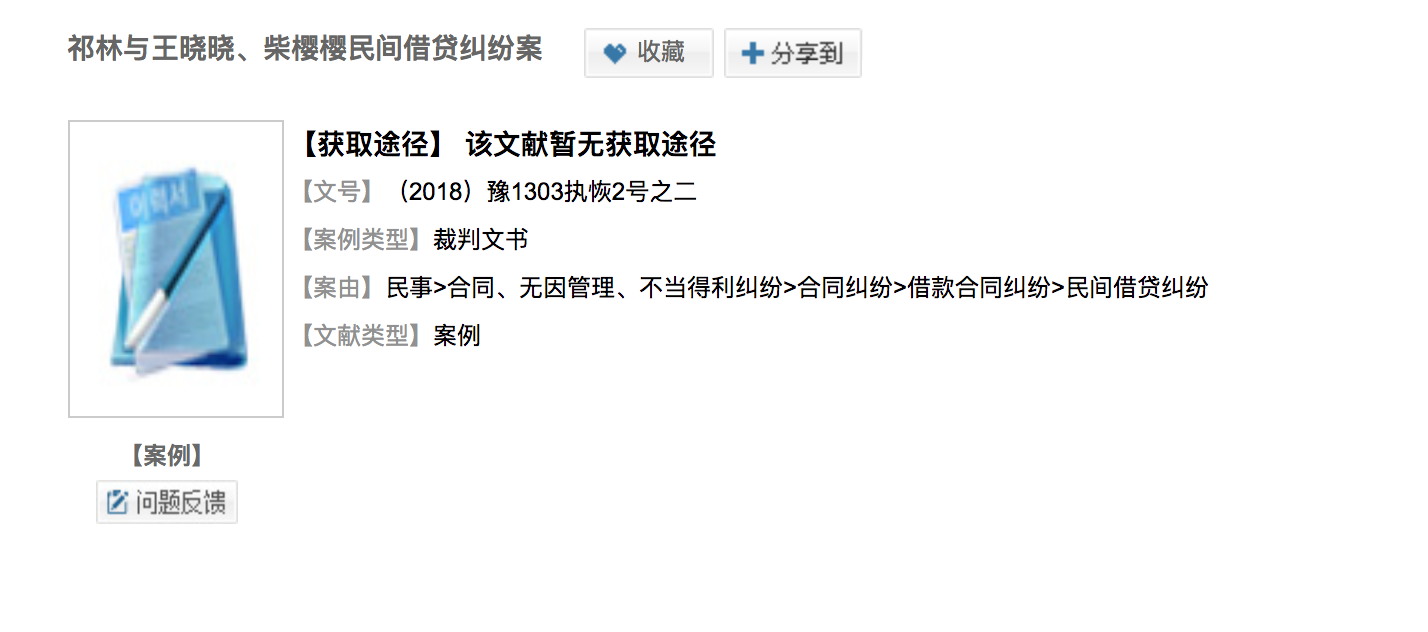 祁林与王晓晓、柴樱樱民间借贷纠纷案
收藏
分享到
【获取途径】 该文献暂无获取途径
【文号】（2018）豫1303执恢2号之二
【案例类型】裁判文书
【案由】民事>合同、无因管理、不当得利纠纷>合同纠纷>借款合同纠纷>民间借贷纠纷
【文献类型】案例
이력서
【案例】
问题反馈